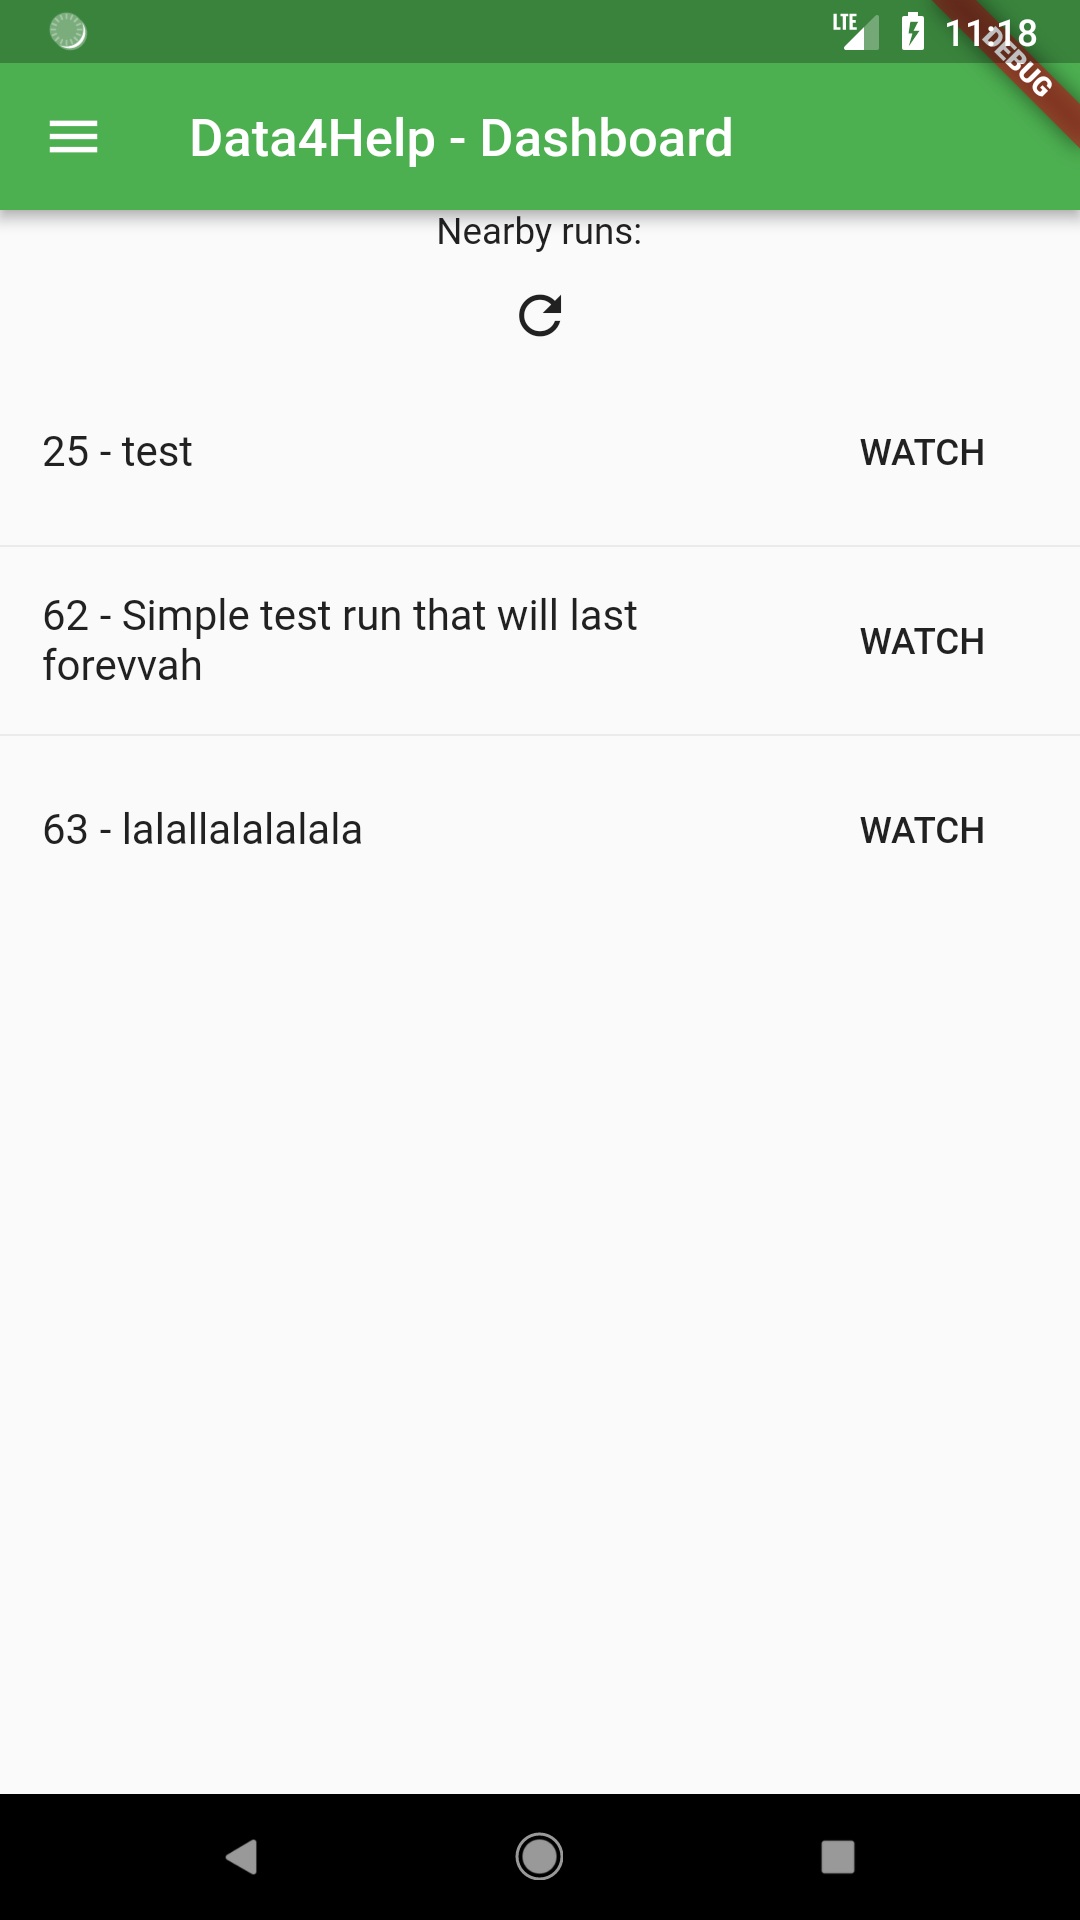 LTE 11:18
DEBUG
Data4Help - Dashboard
Nearby runs:
25 - test WATCH
62 - Simple test run that will last
forevvah WATCH
63 - lalallalalalala WATCH